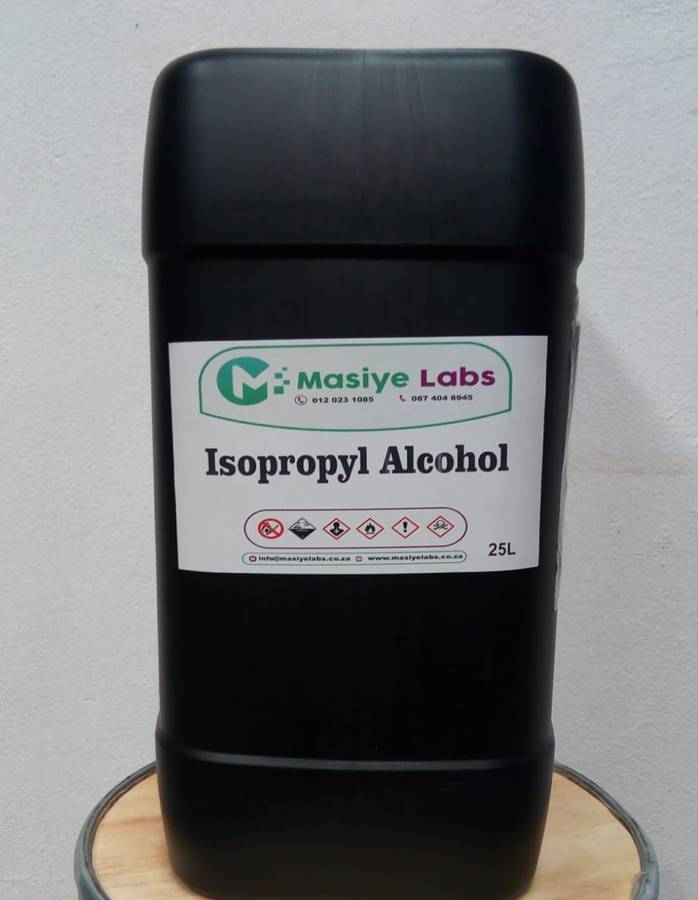 Masiye Labs
012 023 1085 067 404 8945
Isopropyl Alcohol
info@masiyelabs.co.za www.masiyelabs.co.za
25L